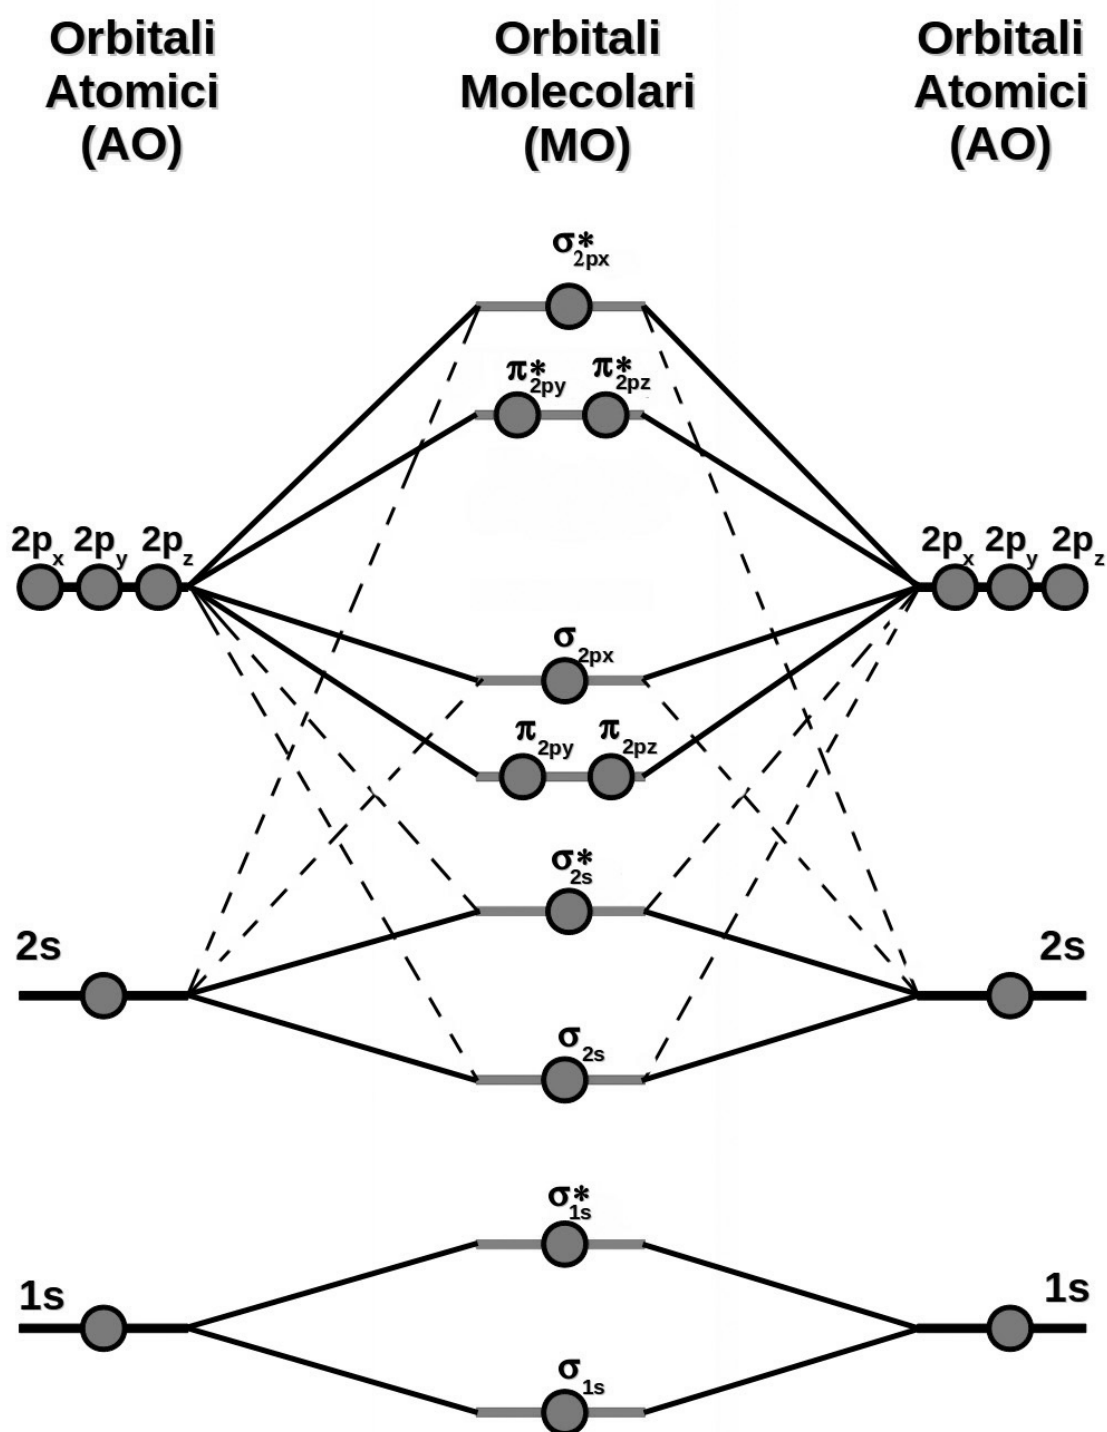 Orbitali
Atomici
(AO)
Orbitali
Molecolari
(MO)
Orbitali
Atomici
(AO)
σ*2px
π*2py π*2pz
2px 2py 2pz
2px 2py 2pz
σ2px
π2py π2pz
σ*2s
2s
2s
σ2s
σ*1s
1s
1s
σ1s